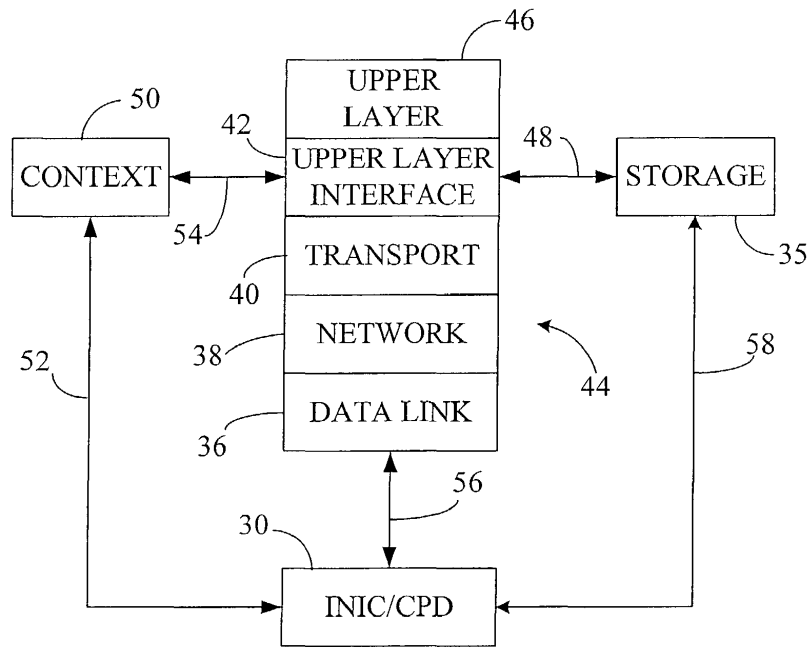 46
UPPER
LAYER
50
42
48
CONTEXT
UPPER LAYER
INTERFACE
STORAGE
54
35
TRANSPORT
40
NETWORK
38
44
52
58
DATA LINK
36
56
30
INIC/CPD